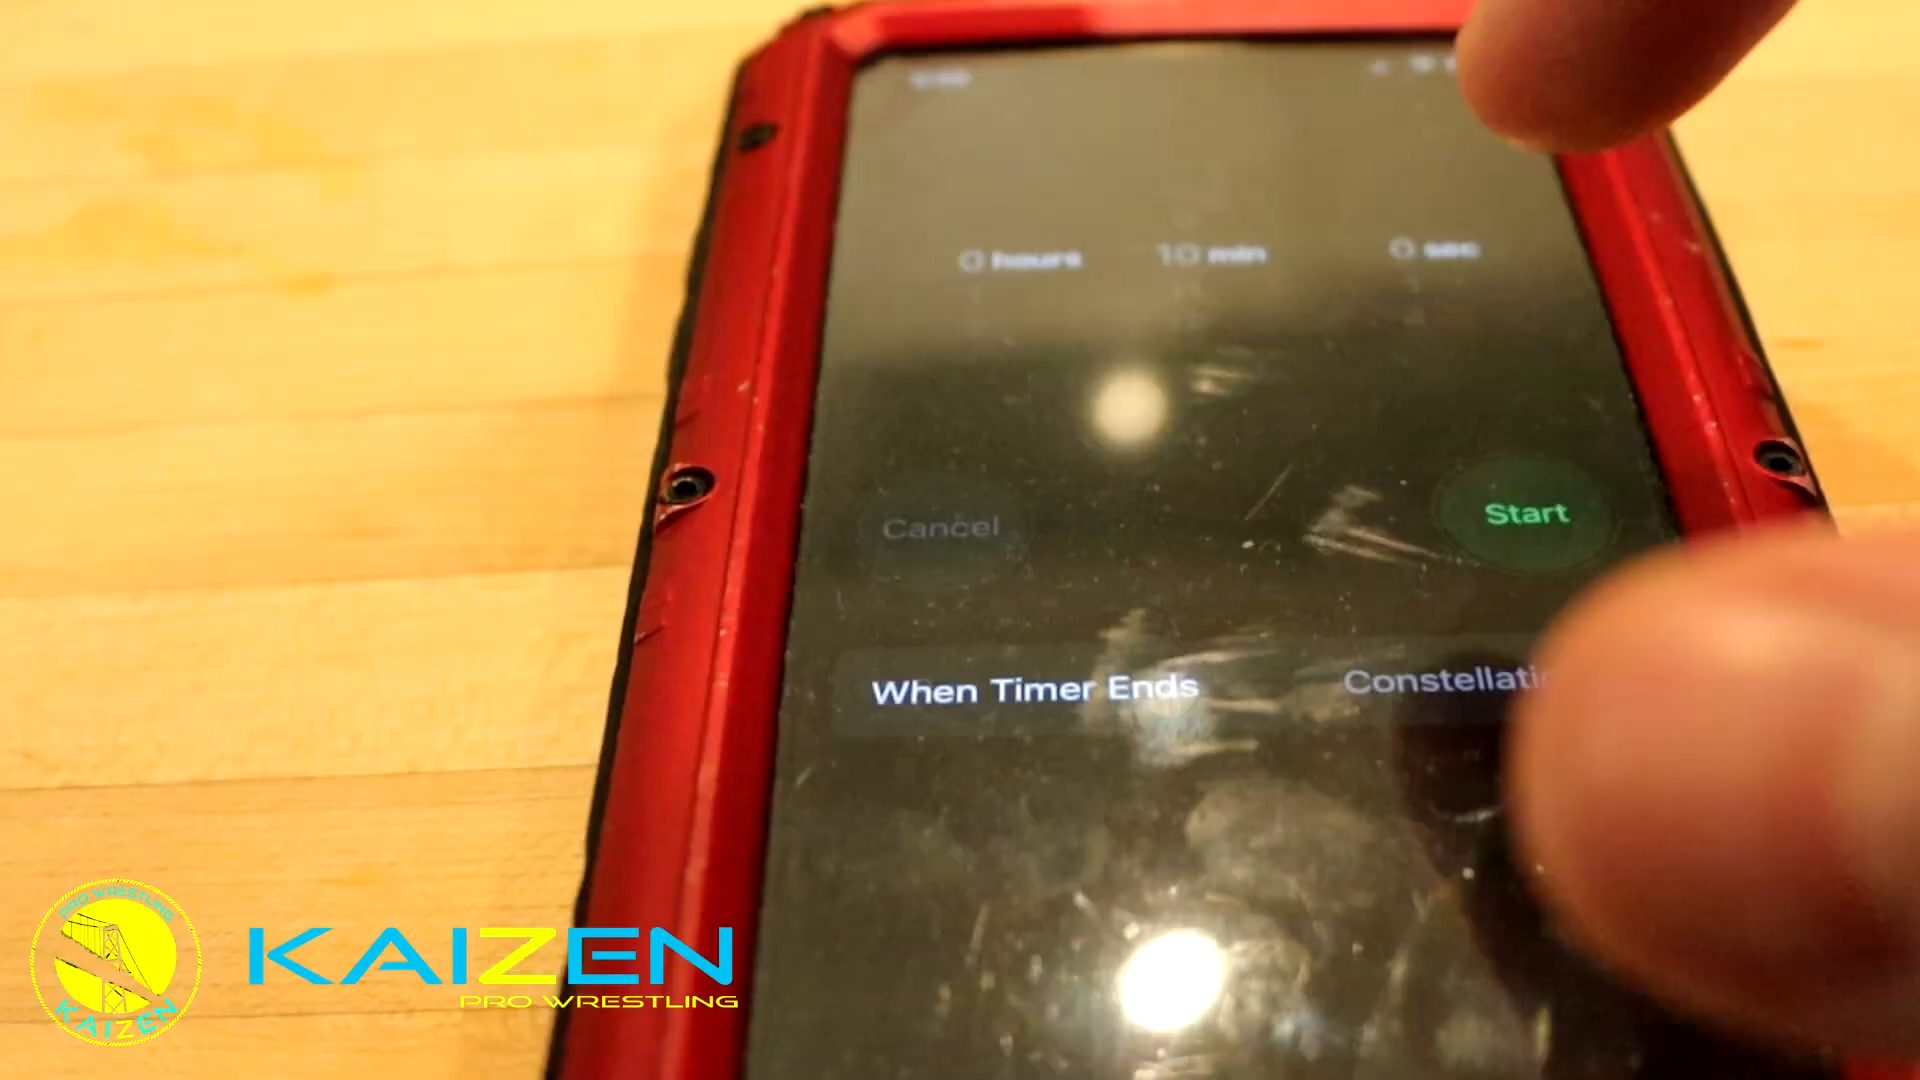 0 hours 10 min 0 sec
Cancel Start
When Timer Ends Constellati
PRO WRESTLING
KAIZEN
KAIZEN
PRO WRESTLING